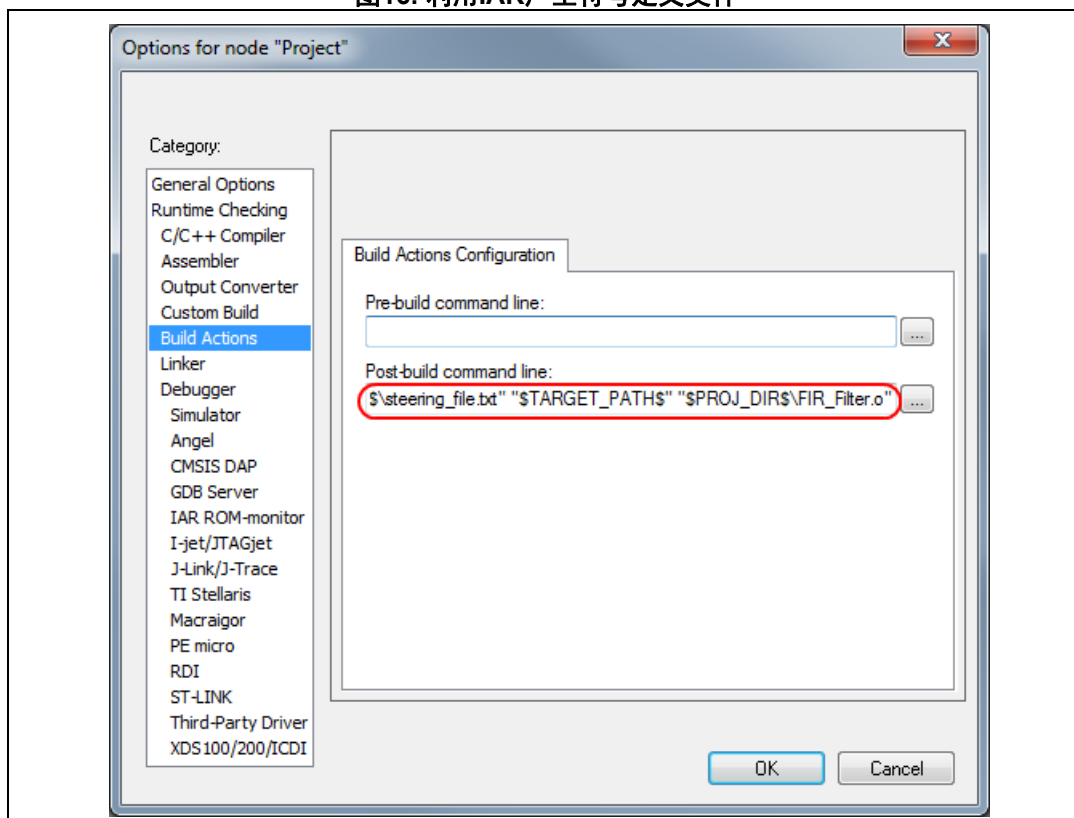 Options for node "Project"
Category:
General Options
Runtime Checking
C/C++ Compiler
Assembler
Output Converter
Custom Build
Build Actions
Linker
Debugger
Simulator
Angel
CMSIS DAP
GDB Server
IAR ROM-monitor
I-jet/JTAGjet
J-Link/J-Trace
TI Stellaris
Macraigor
PE micro
RDI
ST-LINK
Third-Party Driver
XDS100/200/ICDI
Build Actions Configuration
Pre-build command line:
...
Post-build command line:
$\steering_file.txt" "$TARGET_PATH$" "$PROJ_DIR$\FIR_Filter.o"
...
OK
Cancel